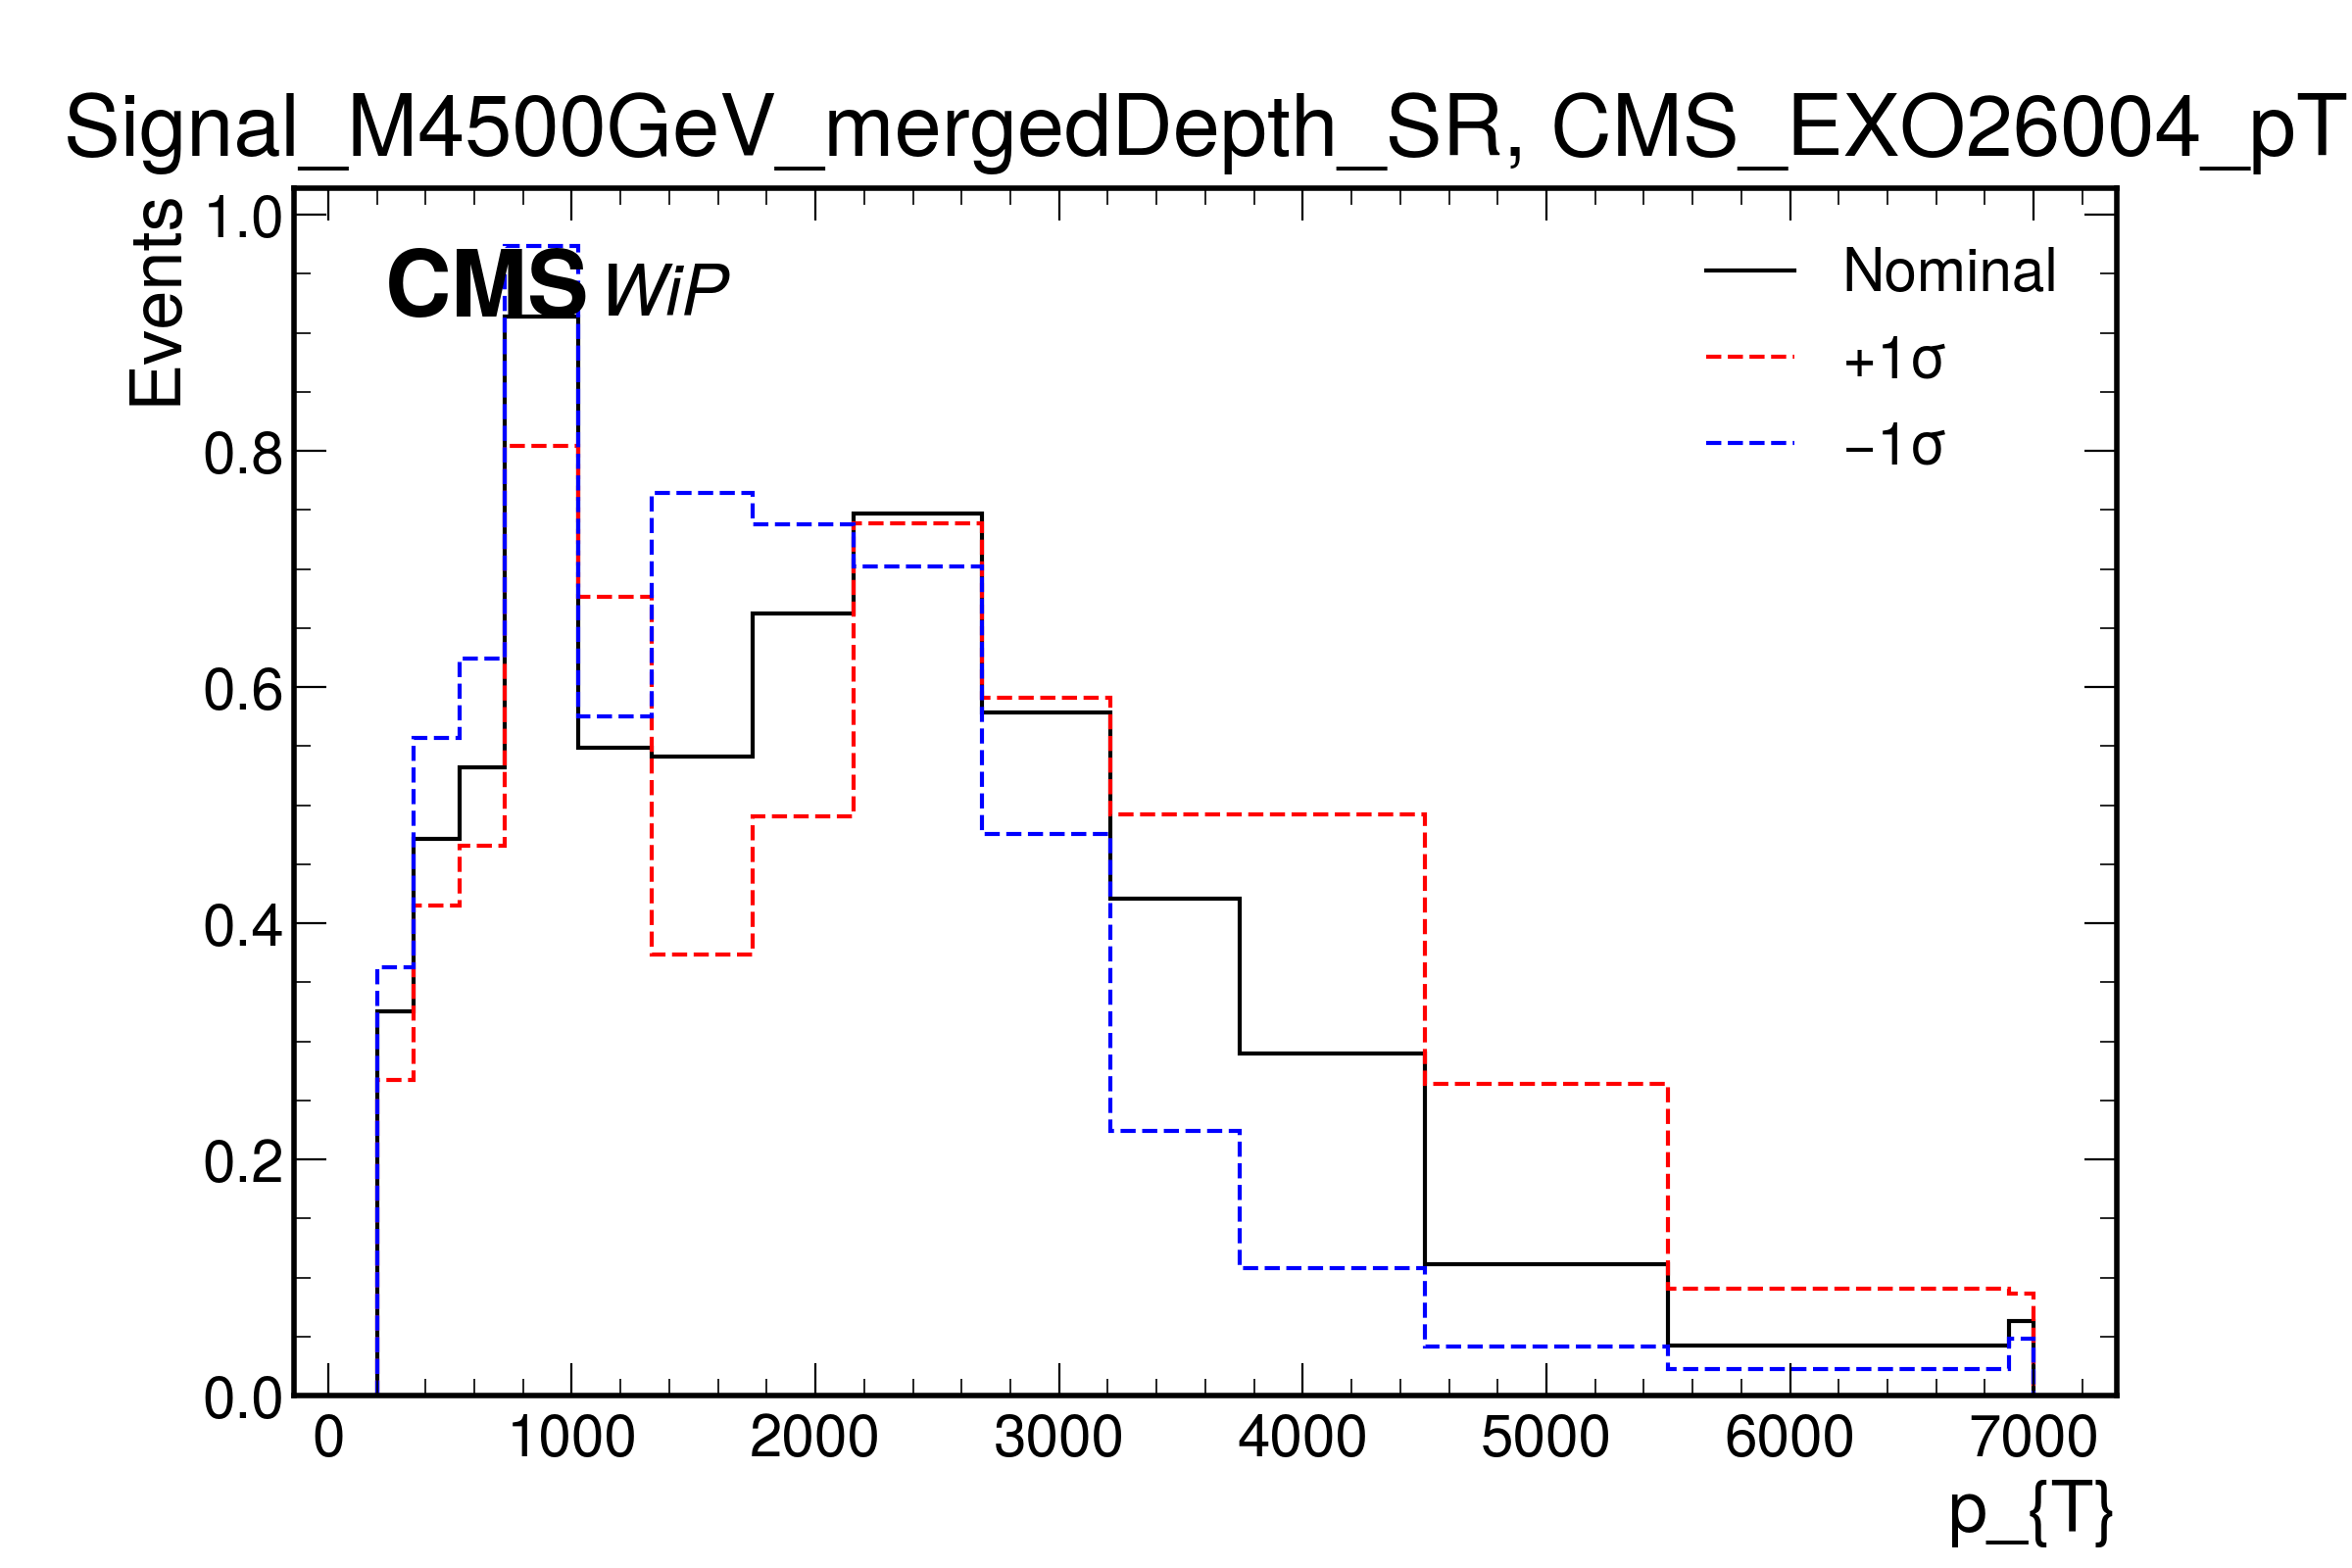 Signal_M4500GeV_mergedDepth_SR, CMS_EXO26004_pT
Events
CMS WiP
Nominal
+1σ
−1σ
1.0
0.8
0.6
0.4
0.2
0.0
0 1000 2000 3000 4000 5000 6000 7000
p_{T}